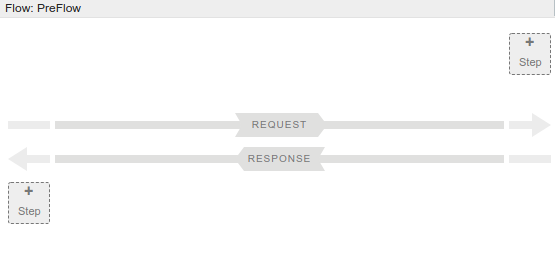 Flow: PreFlow
+
Step
REQUEST
RESPONSE
+
Step